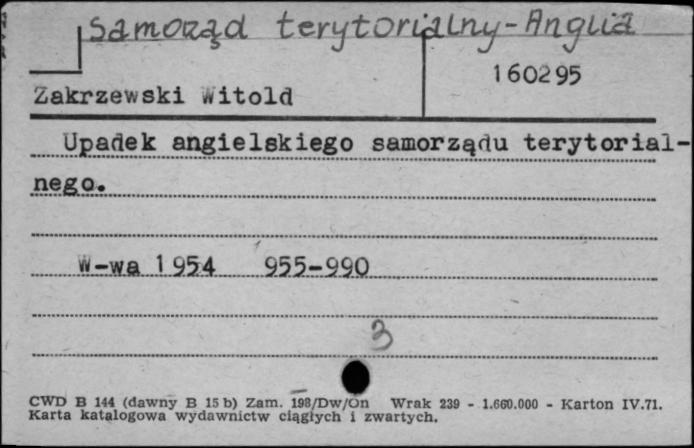 Samorząd terytorialny - Anglia
160295
Zakrzewski Witold
Upadek angielskiego samorządu terytorial-
nego.
W-wa 1954 955-990
3
CWD B 144 (dawny B 15 b) Zam. 198/Dw/On Wrak 239 - 1.660.000 - Karton IV.71.
Karta katalogowa wydawnictw ciągłych i zwartych.